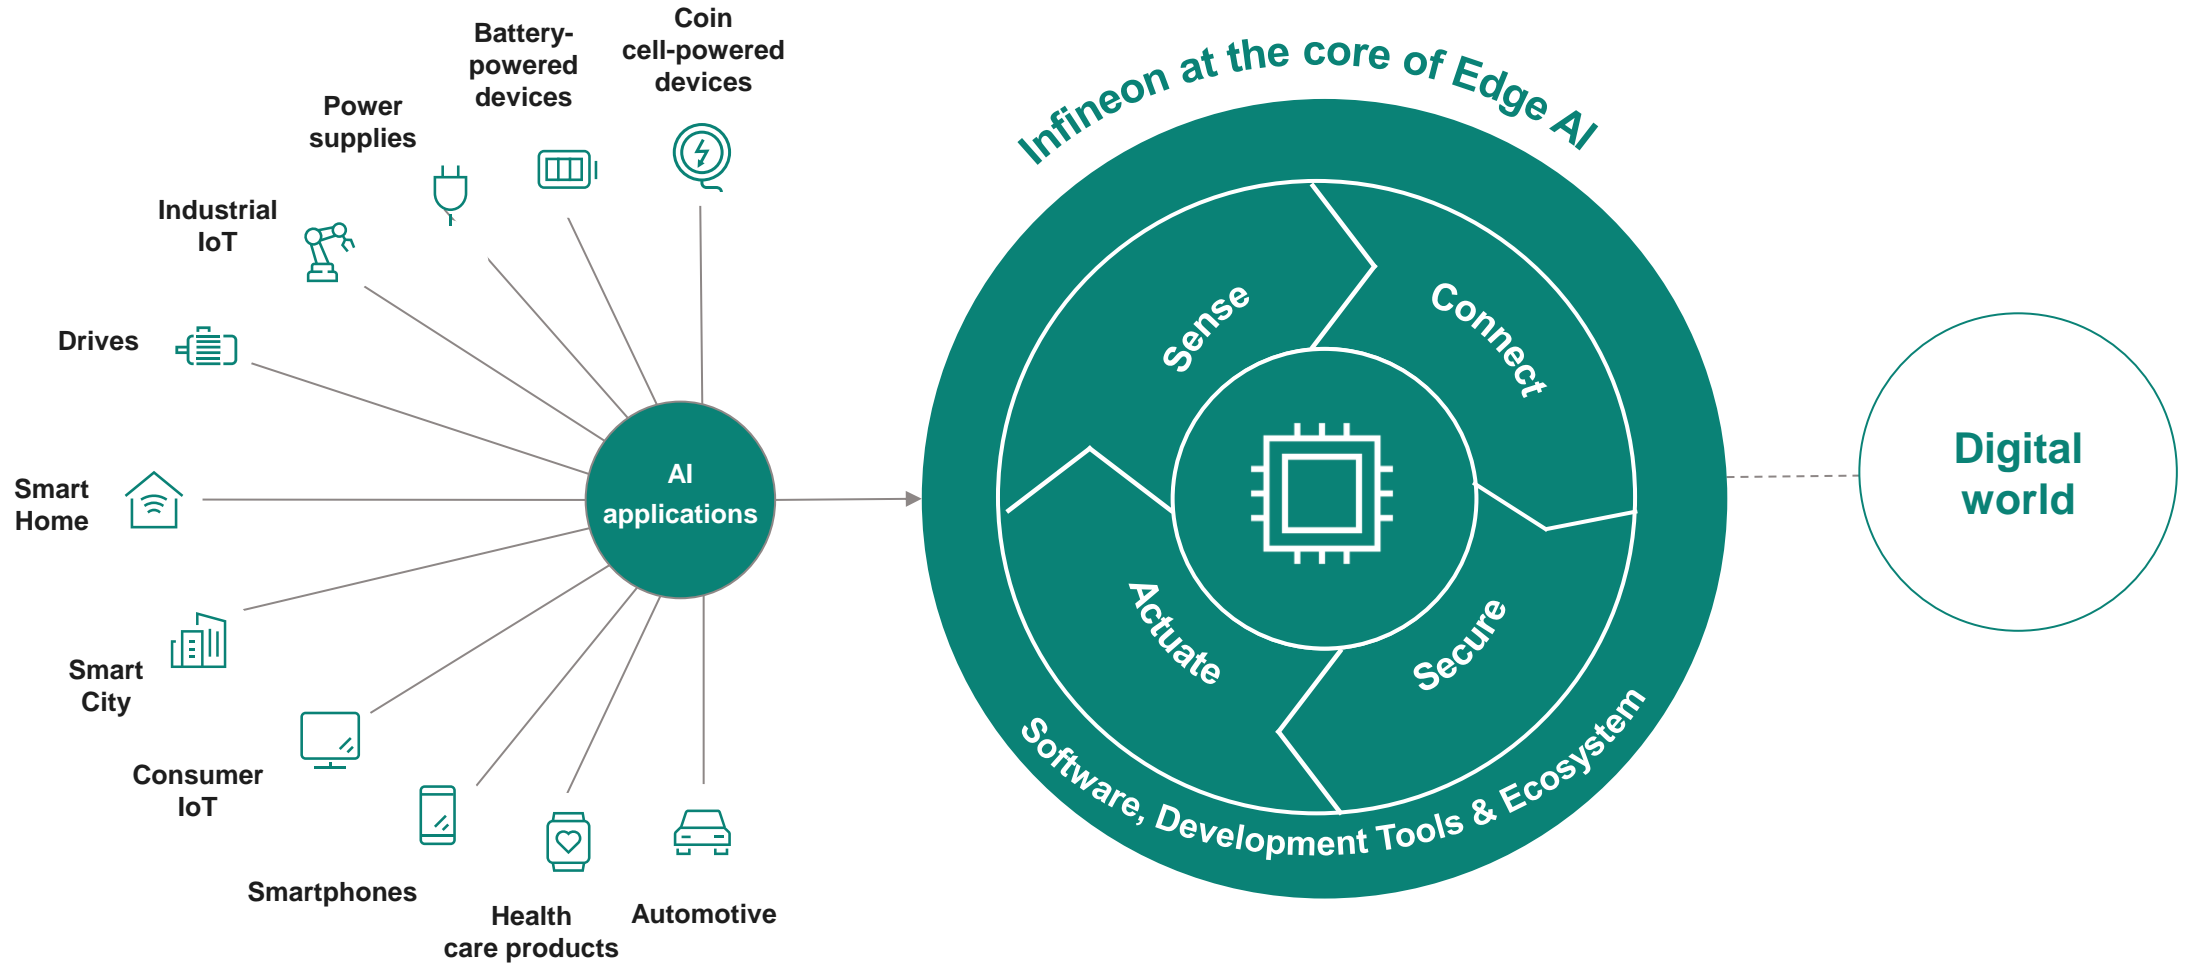 Coin
cell-powered
devices
Battery-
powered
devices
Power
supplies
Industrial
IoT
Drives
Smart
Home
Smart
City
Consumer
IoT
Smartphones
Health
care products
Automotive
AI
applications
Infineon at the core of Edge AI
Sense
Connect
Secure
Actuate
Software, Development Tools & Ecosystem
Digital
world